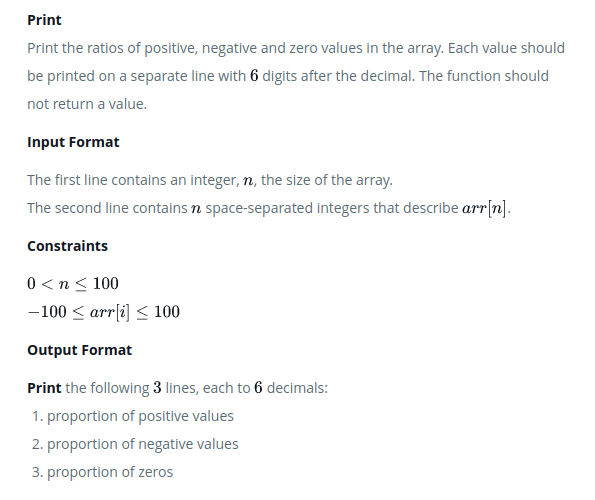 Print
Print the ratios of positive, negative and zero values in the array. Each value should
be printed on a separate line with 6 digits after the decimal. The function should
not return a value.
Input Format
The first line contains an integer, n, the size of the array.
The second line contains n space-separated integers that describe arr[n].
Constraints
0 < n ≤ 100
−100 ≤ arr[i] ≤ 100
Output Format
Print the following 3 lines, each to 6 decimals:
1. proportion of positive values
2. proportion of negative values
3. proportion of zeros